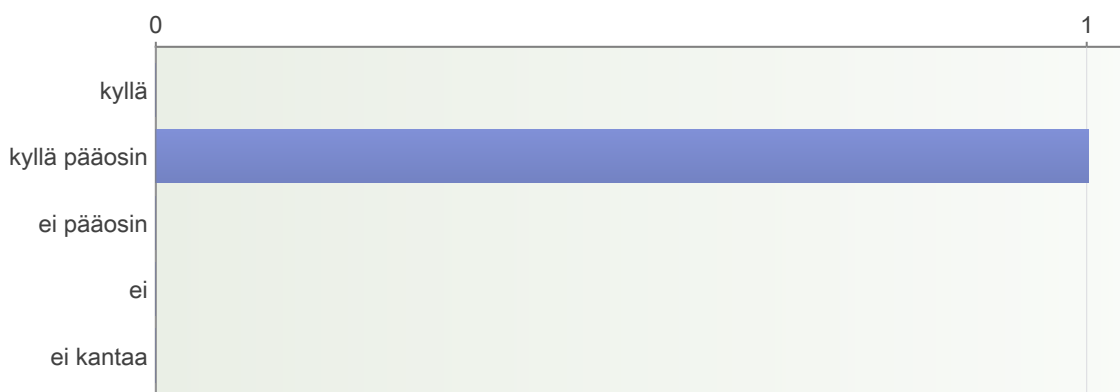 0 1
kyllä
kyllä pääosin
ei pääosin
ei
ei kantaa